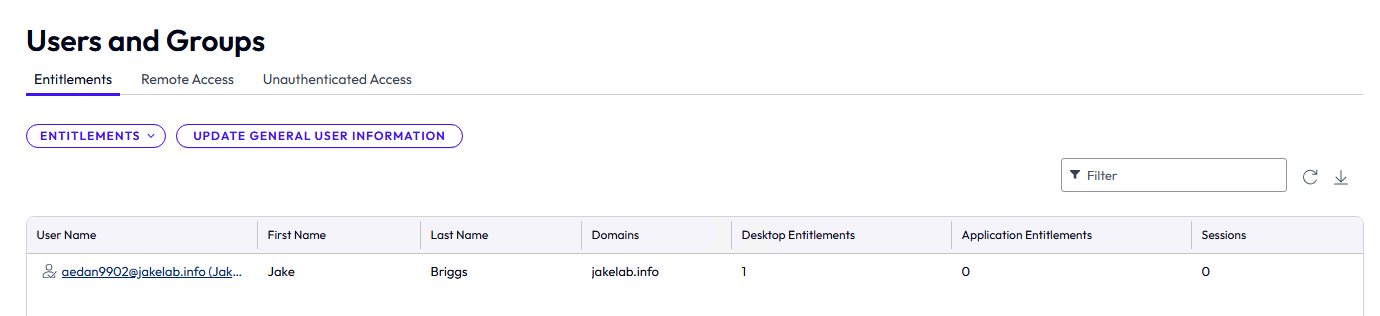 Users and Groups
Entitlements Remote Access Unauthenticated Access
ENTITLEMENTS UPDATE GENERAL USER INFORMATION
Filter
User Name First Name Last Name Domains Desktop Entitlements Application Entitlements Sessions
aedan9902@jakelab.info (Jak... Jake Briggs jakelab.info 1 0 0